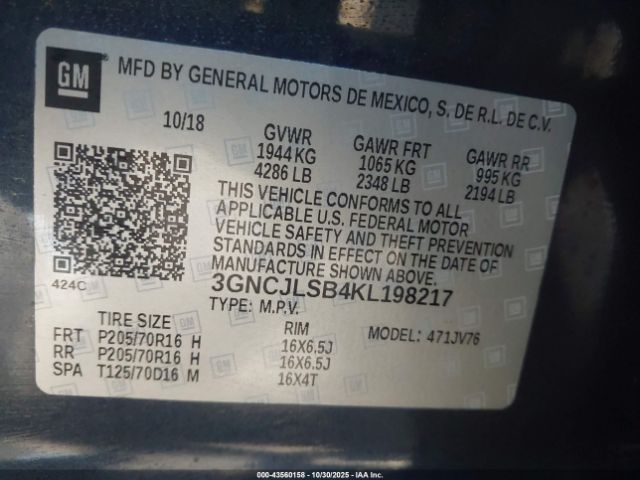 GM
MFD BY GENERAL MOTORS DE MEXICO, S. DE R.L. DE C.V.
10/18
GVWR GAWR FRT GAWR RR
1944 KG 1065 KG 995 KG
4286 LB 2348 LB 2194 LB
THIS VEHICLE CONFORMS TO ALL
APPLICABLE U.S. FEDERAL MOTOR
VEHICLE SAFETY AND THEFT PREVENTION
STANDARDS IN EFFECT ON THE DATE OF
MANUFACTURE SHOWN ABOVE.
424C
3GNCJLSB4KL198217
TYPE: M.P.V.
TIRE SIZE RIM MODEL: 471JV76
FRT P205/70R16 H 16X6.5J
RR P205/70R16 H 16X6.5J
SPA T125/70D16 M 16X4T
000-43560158 - 10/30/2025 - IAA, Inc.